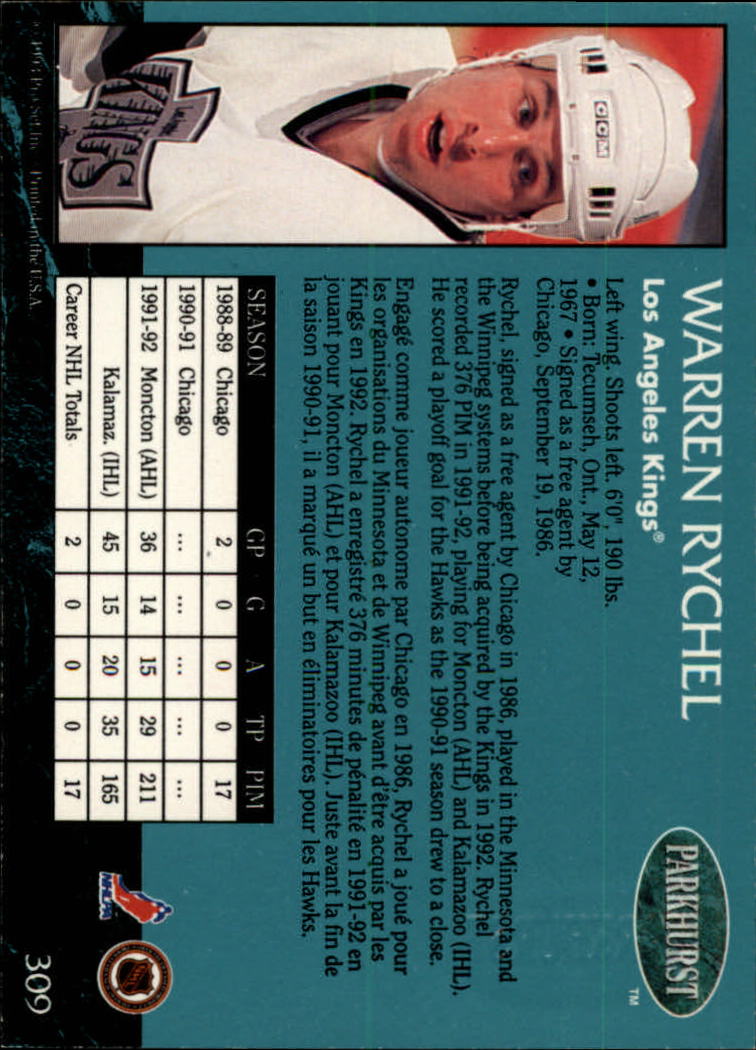 WARREN RYCHEL
Los Angeles Kings®
PARKHURST
TM
Left wing. Shoots left. 6'0", 190 lbs.
• Born: Tecumseh, Ont., May 12,
1967 • Signed as a free agent by
Chicago, September 19, 1986.
CCM
KINGS
Rychel, signed as a free agent by Chicago in 1986, played in the Minnesota and
the Winnipeg systems before being acquired by the Kings in 1992. Rychel
recorded 376 PIM in 1991-92, playing for Moncton (AHL) and Kalamazoo (IHL).
He scored a playoff goal for the Hawks as the 1990-91 season drew to a close.
Engagé comme joueur autonome par Chicago en 1986, Rychel a joué pour
les organisations du Minnesota et de Winnipeg avant d'être acquis par les
Kings en 1992. Rychel a enregistré 376 minutes de pénalité en 1991-92 en
jouant pour Moncton (AHL) et pour Kalamazoo (IHL). Juste avant la fin de
la saison 1990-91, il a marqué un but en éliminatoires pour les Hawks.
SEASON GP G A TP PIM
1988-89 Chicago 2 0 0 0 17
1990-91 Chicago ... ... ... ... ...
1991-92 Moncton (AHL) 36 14 15 29 211
Kalamaz. (IHL) 45 15 20 35 165
Career NHL Totals 2 0 0 0 17
NHLPA
NHL
309
Printed in the U.S.A.